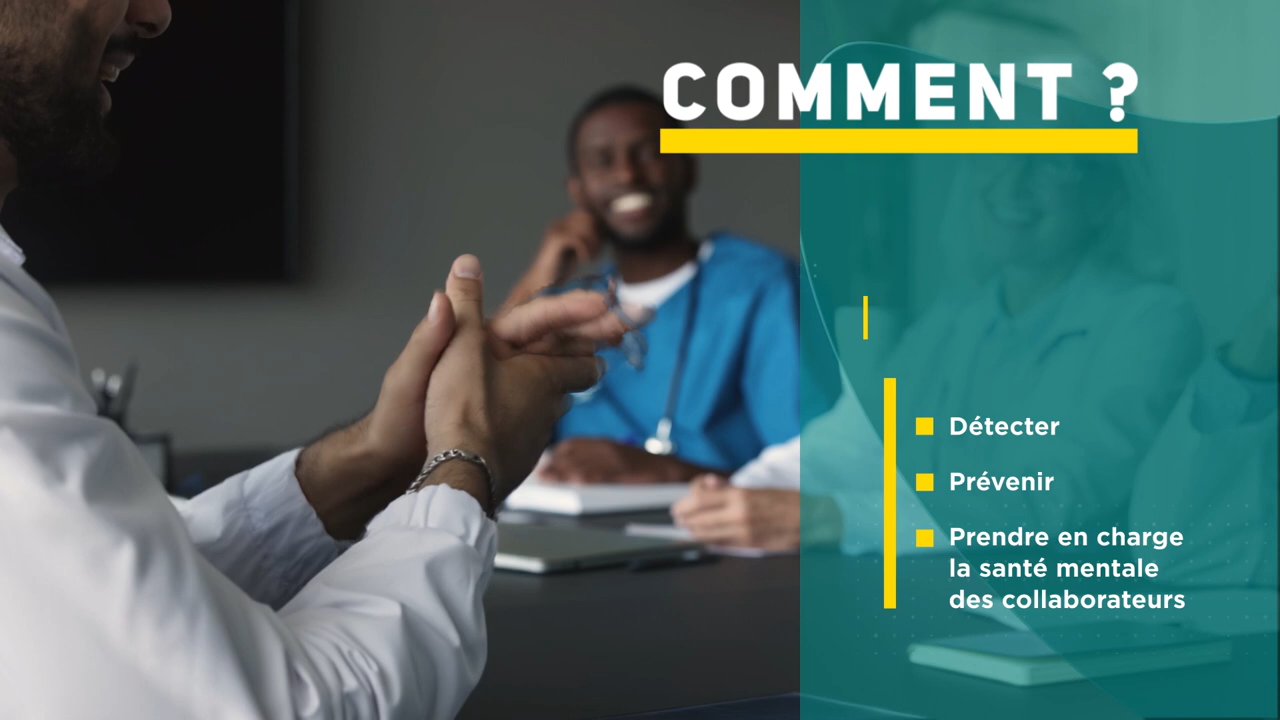 COMMENT ?
Détecter
Prévenir
Prendre en charge
la santé mentale
des collaborateurs